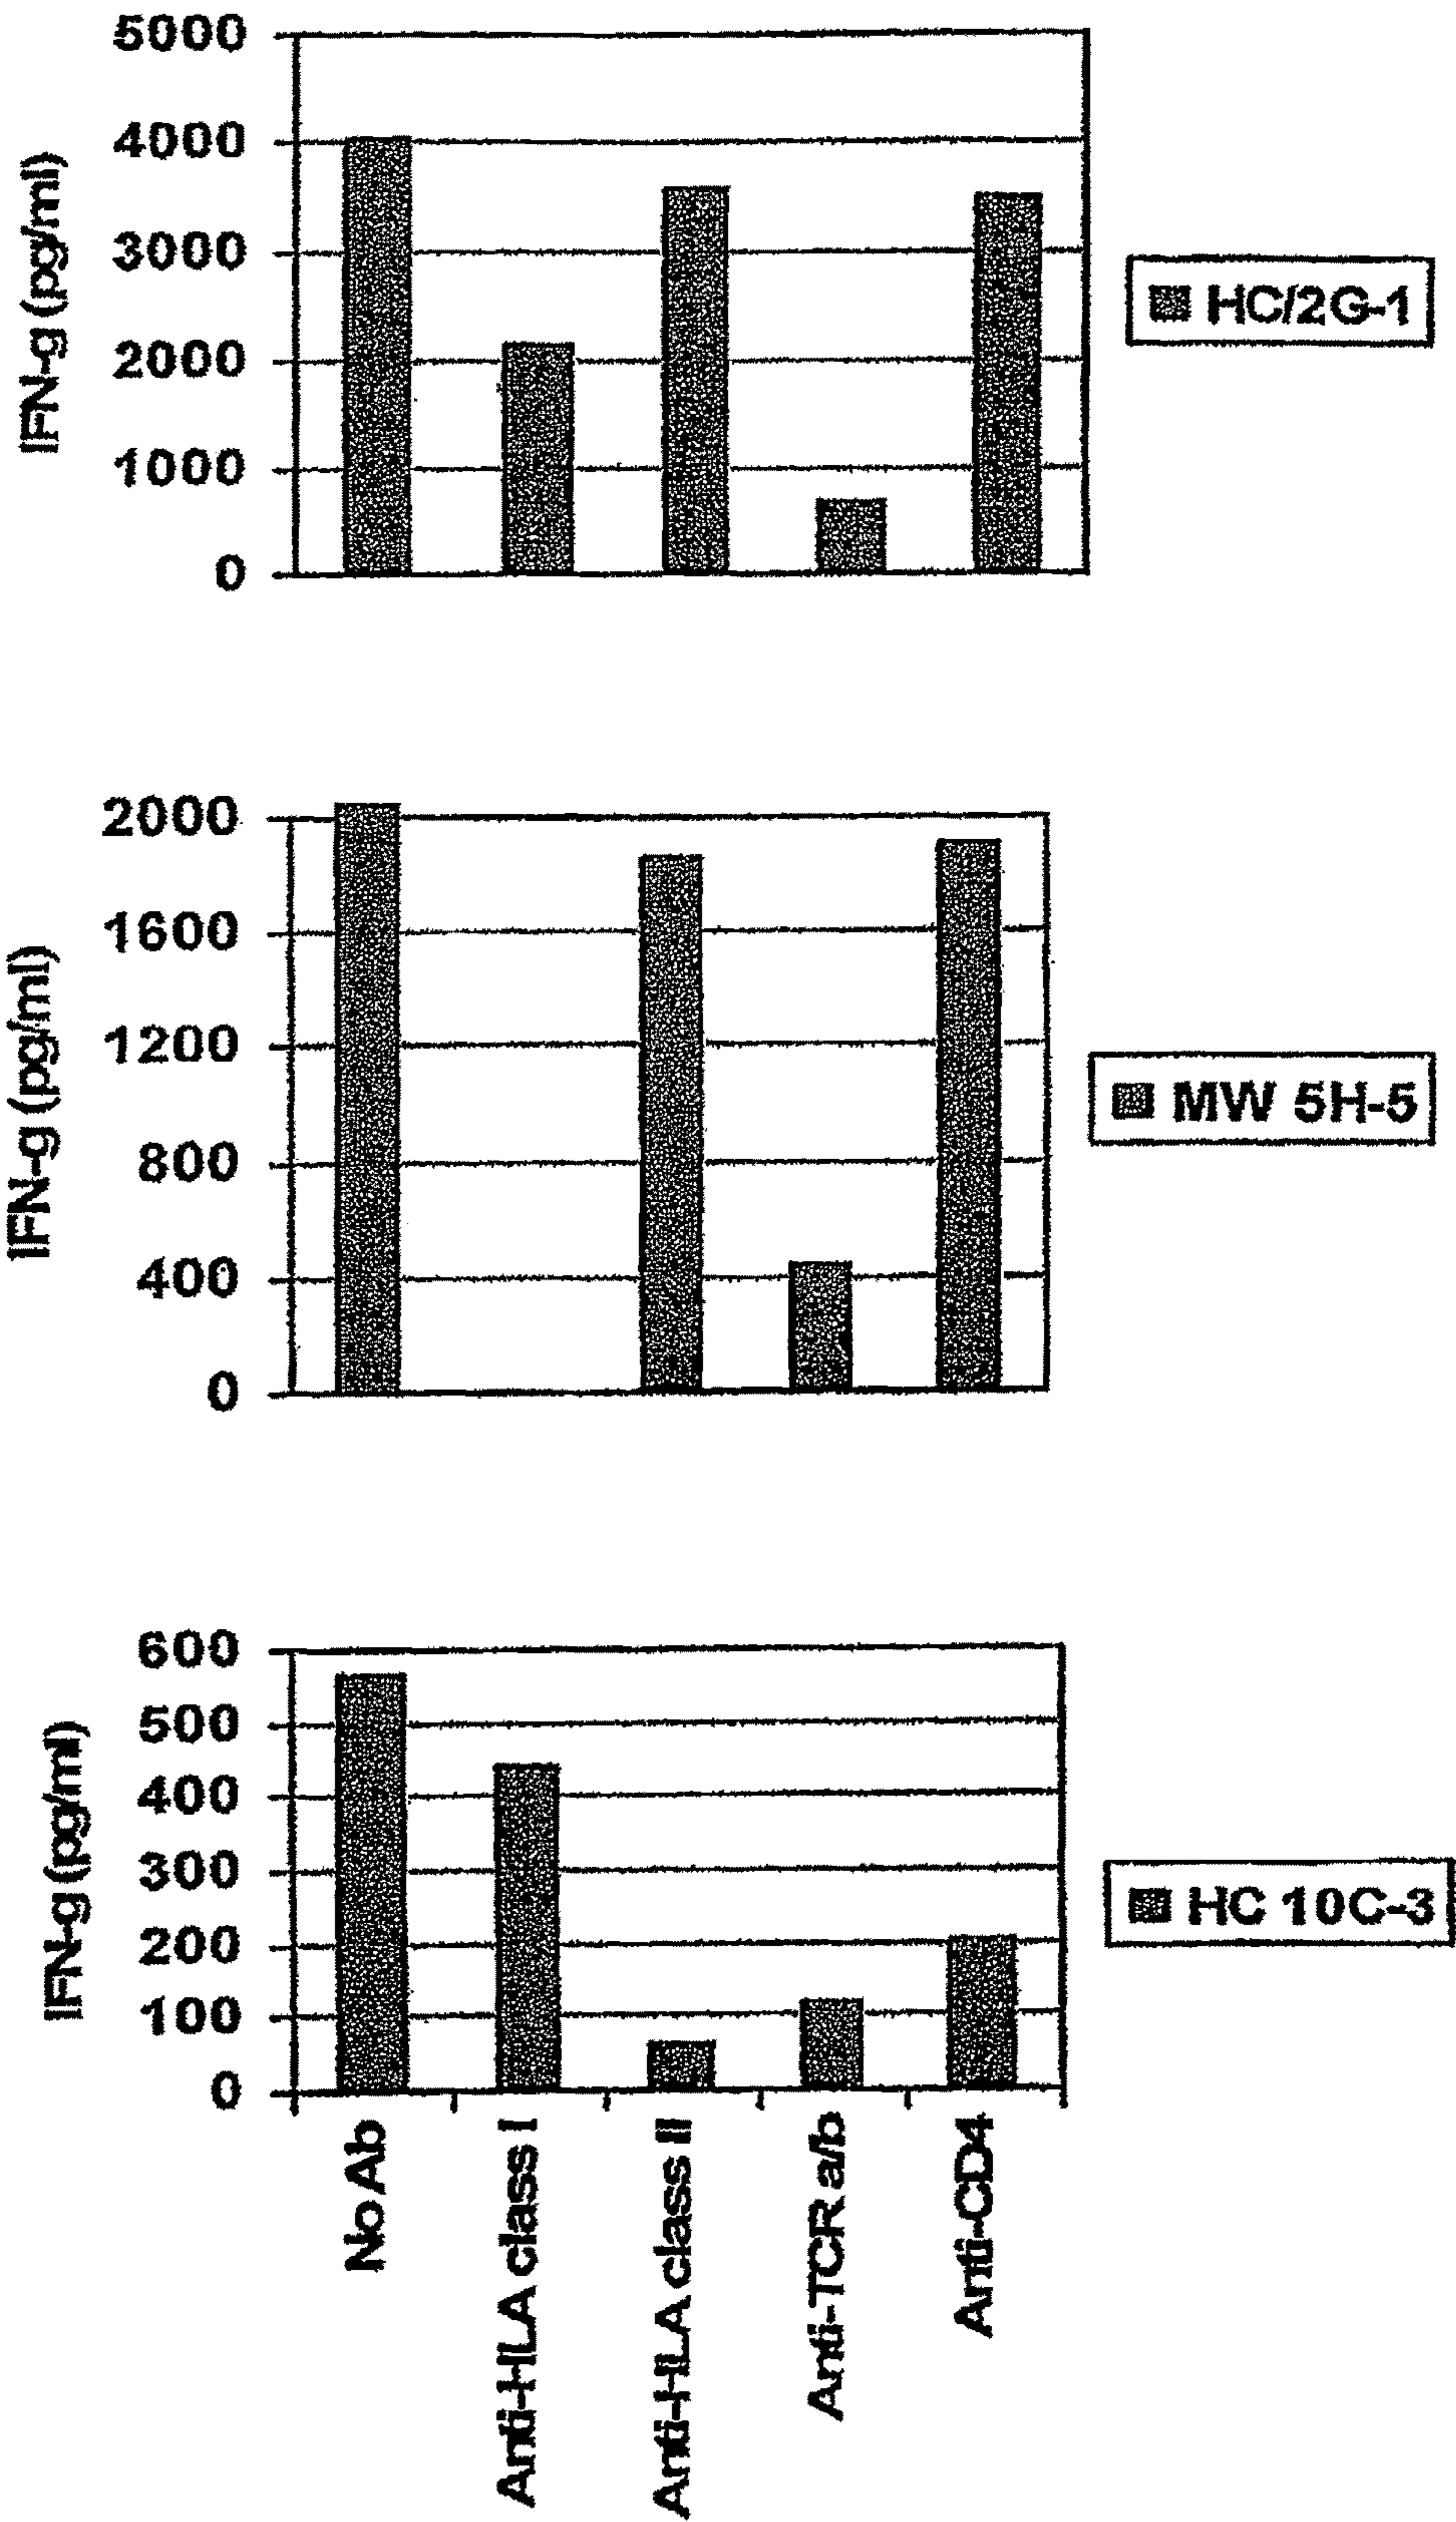 5000
4000
3000
2000
1000
0
IFN-g (pg/ml)
HC/2G-1
2000
1600
1200
800
400
0
IFN-g (pg/ml)
MW 5H-5
600
500
400
300
200
100
0
IFN-g (pg/ml)
HC 10C-3
No Ab
Anti-HLA class I
Anti-HLA class II
Anti-TCR a/b
Anti-CD4